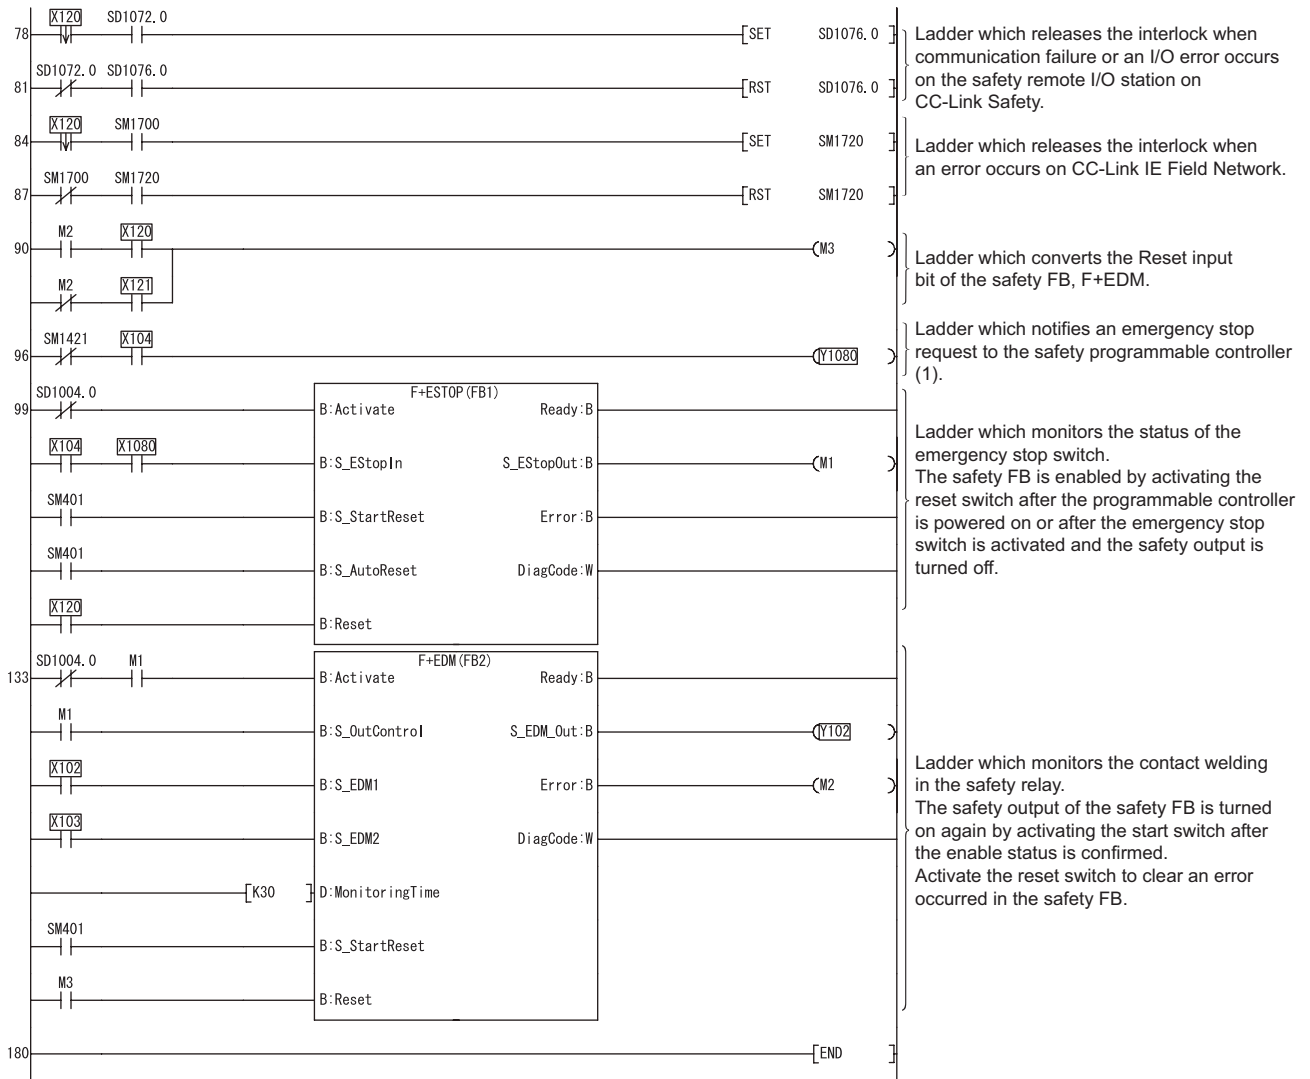 X120 SD1072.0
78 SET SD1076.0
Ladder which releases the interlock when
communication failure or an I/O error occurs
on the safety remote I/O station on
CC-Link Safety.
SD1072.0 SD1076.0
81 RST SD1076.0
X120 SM1700
84 SET SM1720
Ladder which releases the interlock when
an error occurs on CC-Link IE Field Network.
SM1700 SM1720
87 RST SM1720
M2 X120
90 M3
Ladder which converts the Reset input
bit of the safety FB, F+EDM.
M2 X121
SM1421 X104
96 Y1080
Ladder which notifies an emergency stop
request to the safety programmable controller
(1).
SD1004.0 F+ESTOP(FB1)
99 B:Activate Ready:B
X104 X1080
B:S_EStopIn S_EStopOut:B M1
SM401
B:S_StartReset Error:B
SM401
B:S_AutoReset DiagCode:W
X120
B:Reset
Ladder which monitors the status of the
emergency stop switch.
The safety FB is enabled by activating the
reset switch after the programmable controller
is powered on or after the emergency stop
switch is activated and the safety output is
turned off.
SD1004.0 M1 F+EDM(FB2)
133 B:Activate Ready:B
M1
B:S_OutControl S_EDM_Out:B Y102
X102
B:S_EDM1 Error:B M2
X103
B:S_EDM2 DiagCode:W
K30 D:MonitoringTime
SM401
B:S_StartReset
M3
B:Reset
Ladder which monitors the contact welding
in the safety relay.
The safety output of the safety FB is turned
on again by activating the start switch after
the enable status is confirmed.
Activate the reset switch to clear an error
occurred in the safety FB.
180 END